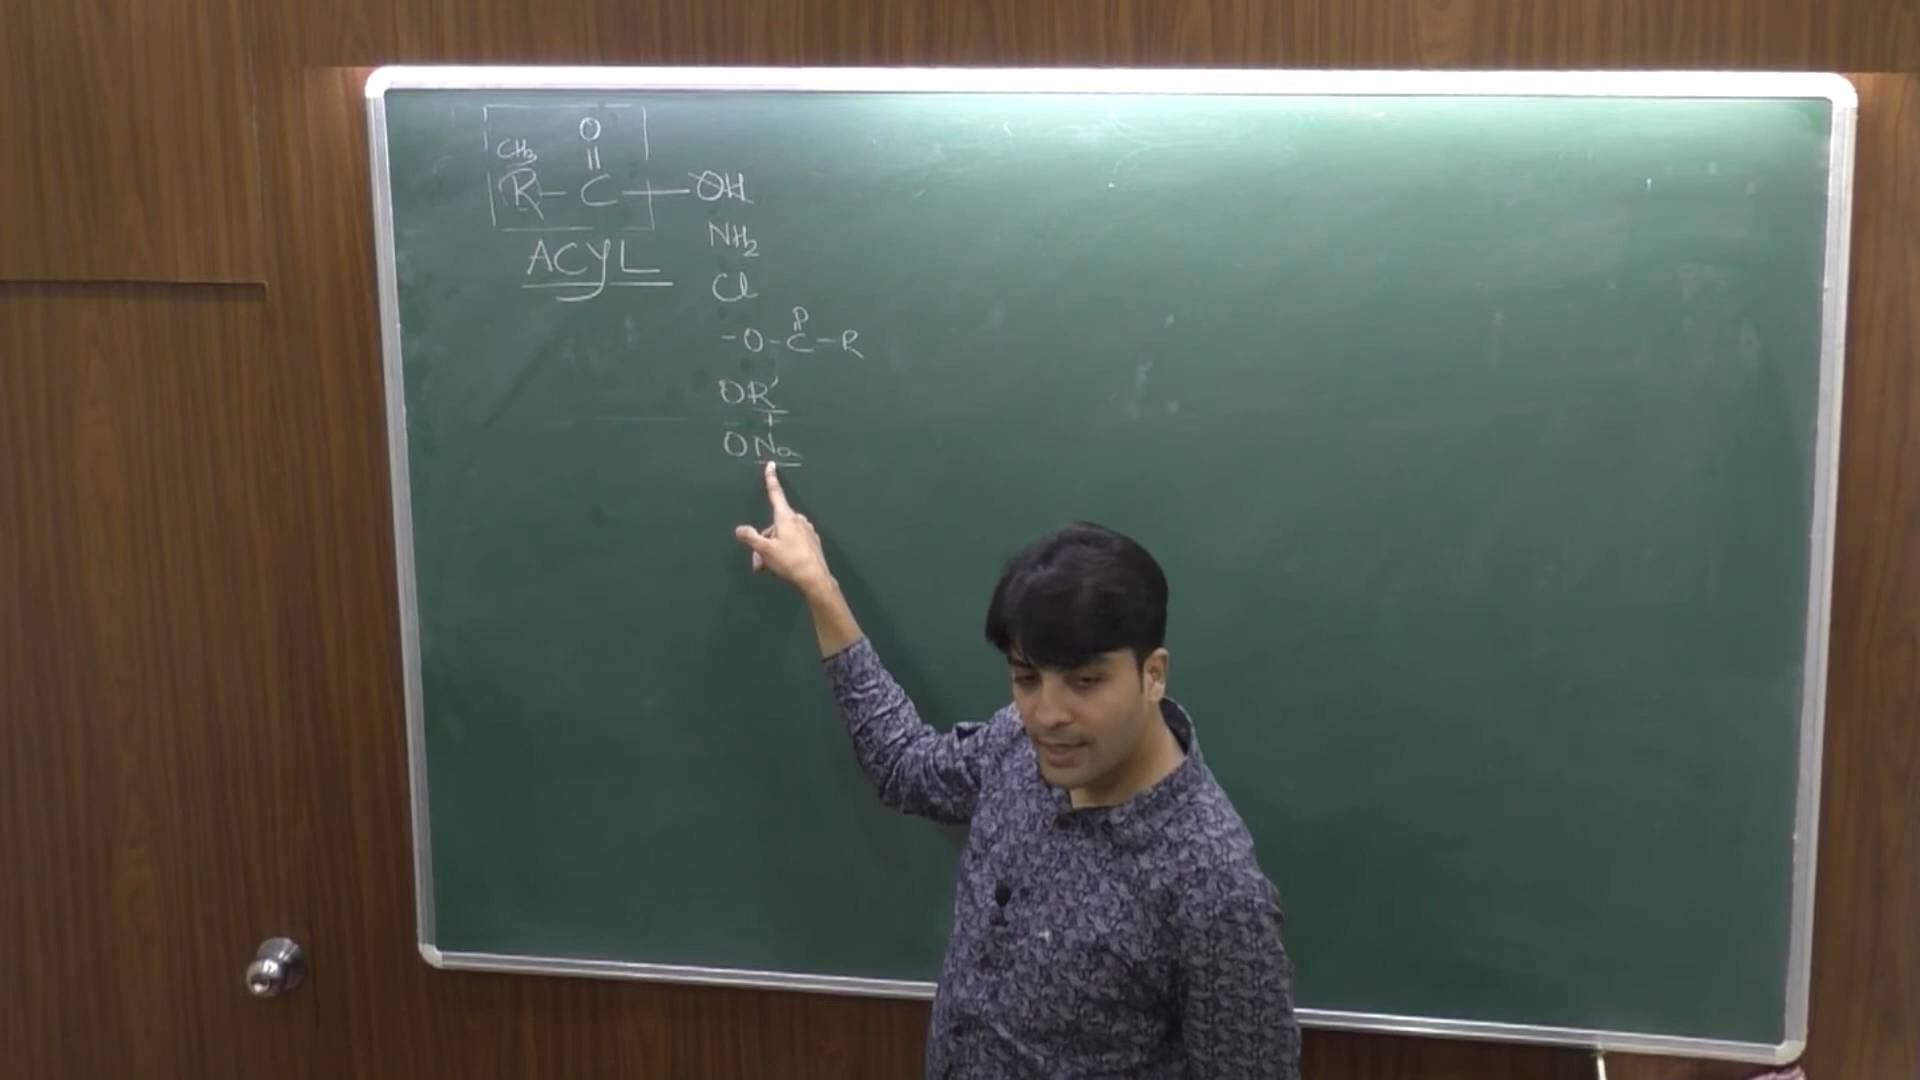 O
CH3 ||
R-C-OH
ACYL
NH2
Cl
O
||
-O-C-R
OR'
- +
ONa